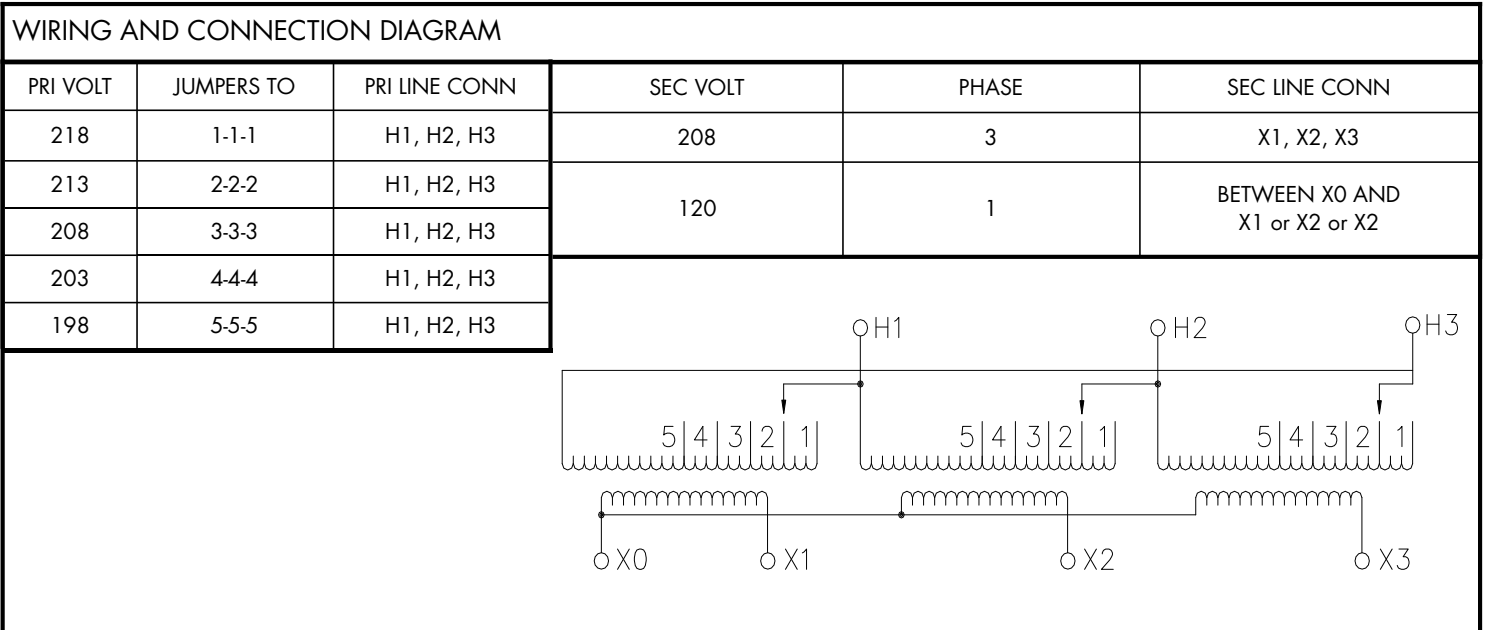 WIRING AND CONNECTION DIAGRAM
PRI VOLT JUMPERS TO PRI LINE CONN
218 1-1-1 H1, H2, H3
213 2-2-2 H1, H2, H3
208 3-3-3 H1, H2, H3
203 4-4-4 H1, H2, H3
198 5-5-5 H1, H2, H3
SEC VOLT PHASE SEC LINE CONN
208 3 X1, X2, X3
120 1 BETWEEN X0 AND
X1 or X2 or X2
H1 H2 H3
5 4 3 2 1 5 4 3 2 1 5 4 3 2 1
X0 X1 X2 X3